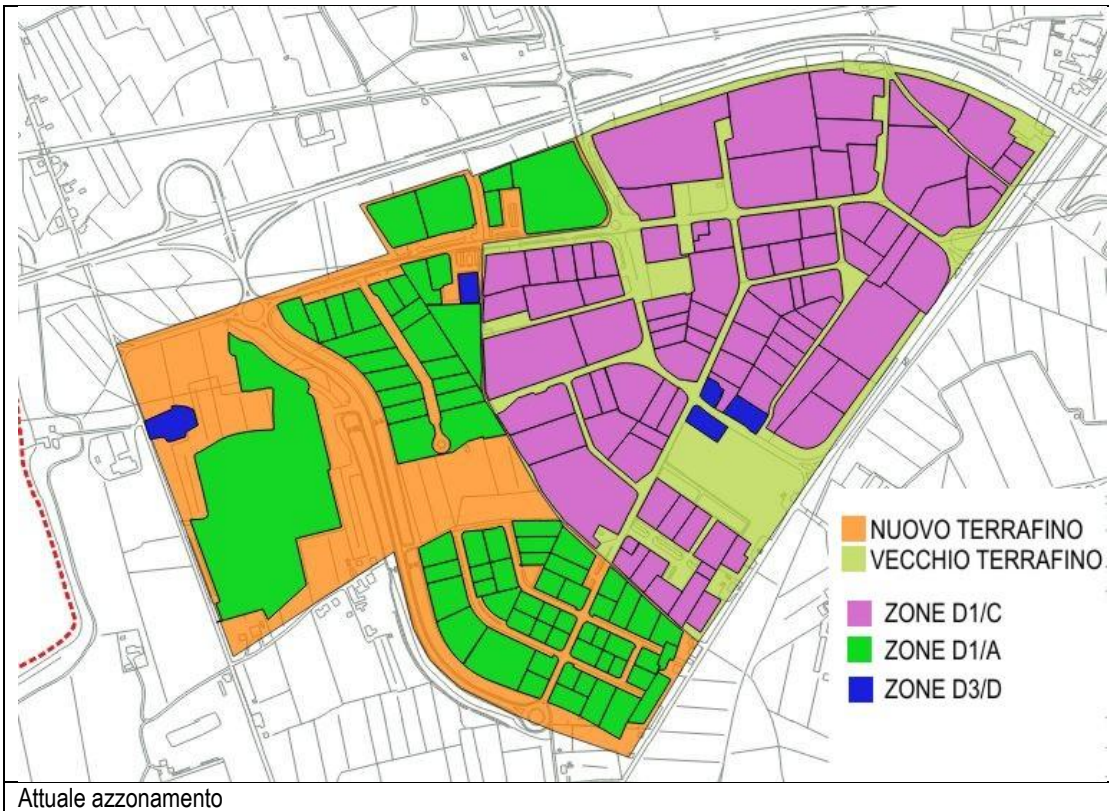 NUOVO TERRAFINO
VECCHIO TERRAFINO
ZONE D1/C
ZONE D1/A
ZONE D3/D
Attuale azzonamento